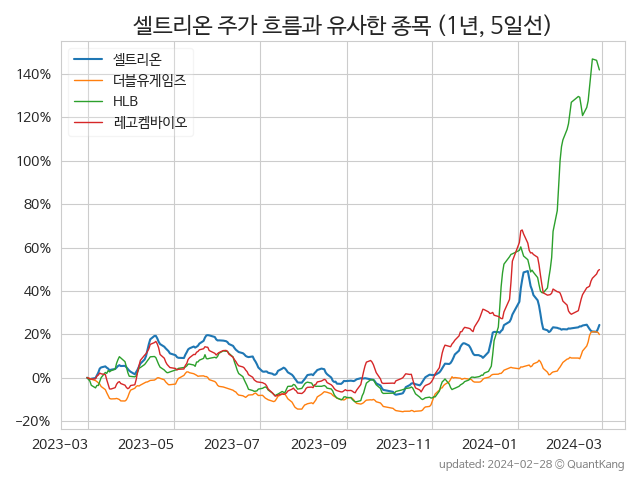 셀트리온 주가 흐름과 유사한 종목 (1년, 5일선)
셀트리온
더블유게임즈
HLB
레고켐바이오
140%
120%
100%
80%
60%
40%
20%
0%
−20%
2023-03 2023-05 2023-07 2023-09 2023-11 2024-01 2024-03
updated: 2024-02-28 © QuantKang